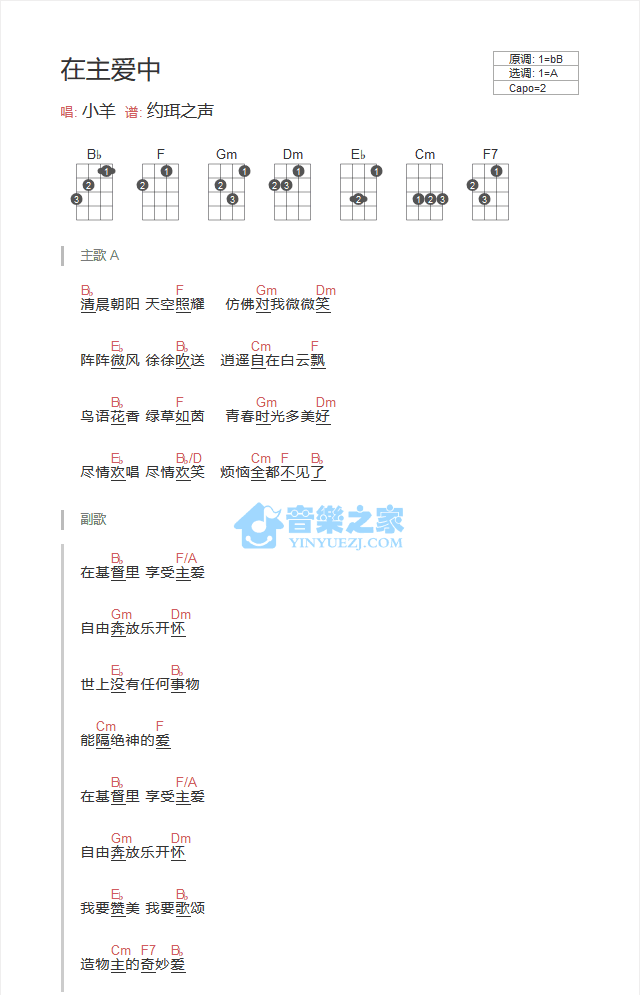 在主爱中
原调: 1=bB
选调: 1=A
Capo=2
唱: 小羊 谱: 约珥之声
B♭ F Gm Dm E♭ Cm F7
主歌 A
B♭ F Gm Dm
清晨朝阳 天空照耀 仿佛对我微微笑
E♭ B♭ Cm F
阵阵微风 徐徐吹送 逍遥自在白云飘
B♭ F Gm Dm
鸟语花香 绿草如茵 青春时光多美好
E♭ B♭/D Cm F B♭
尽情欢唱 尽情欢笑 烦恼全都不见了
副歌
音樂之家
YINYUEZJ.COM
B♭ F/A
在基督里 享受主爱
Gm Dm
自由奔放乐开怀
E♭ B♭
世上没有任何事物
Cm F
能隔绝神的爱
B♭ F/A
在基督里 享受主爱
Gm Dm
自由奔放乐开怀
E♭ B♭
我要赞美 我要歌颂
Cm F7 B♭
造物主的奇妙爱